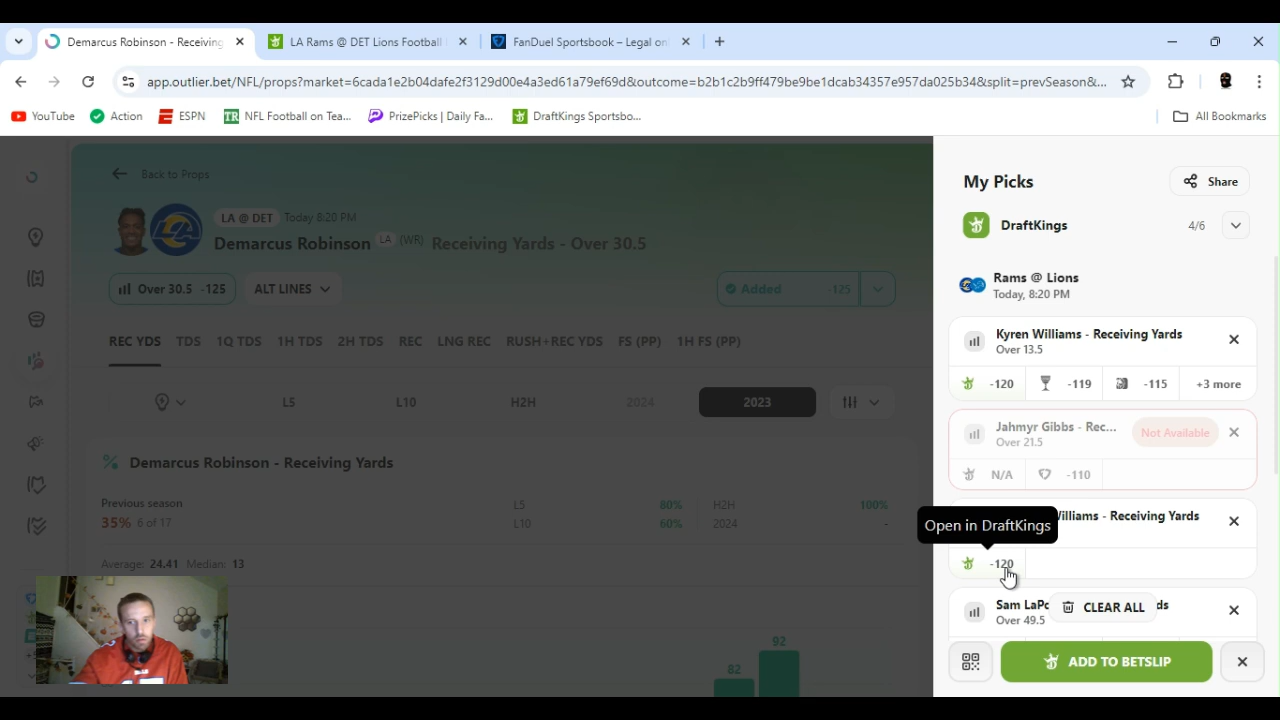 Demarcus Robinson - Receiving
LA Rams @ DET Lions Football
FanDuel Sportsbook – Legal on
app.outlier.bet/NFL/props?market=6cada1e2b04dafe2f3129d00e4a3ed61a79ef69d&outcome=b2b1c2b9ff479be9be1dcab34357e957da025b34&split=prevSeason&...
YouTube Action ESPN NFL Football on Tea... PrizePicks | Daily Fa... DraftKings Sportsbo... All Bookmarks
Back to Props
LA @ DET Today 8:20 PM
Demarcus Robinson LA (WR) Receiving Yards - Over 30.5
Over 30.5 -125 ALT LINES Added -125
REC YDS TDS 1Q TDS 1H TDS 2H TDS REC LNG REC RUSH+REC YDS FS (PP) 1H FS (PP)
L5 L10 H2H 2024 2023
Demarcus Robinson - Receiving Yards
Previous season L5 80% H2H 100%
35% 6 of 17 L10 60% 2024 -
Average: 24.41 Median: 13
92
82
My Picks Share
DraftKings 4/6
Rams @ Lions
Today, 8:20 PM
Kyren Williams - Receiving Yards
Over 13.5
-120 -119 -115 +3 more
Jahmyr Gibbs - Rec... Not Available
Over 21.5
N/A -110
Open in DraftKings
illiams - Receiving Yards
-120
Sam LaPo
Over 49.5
CLEAR ALL
ds
ADD TO BETSLIP